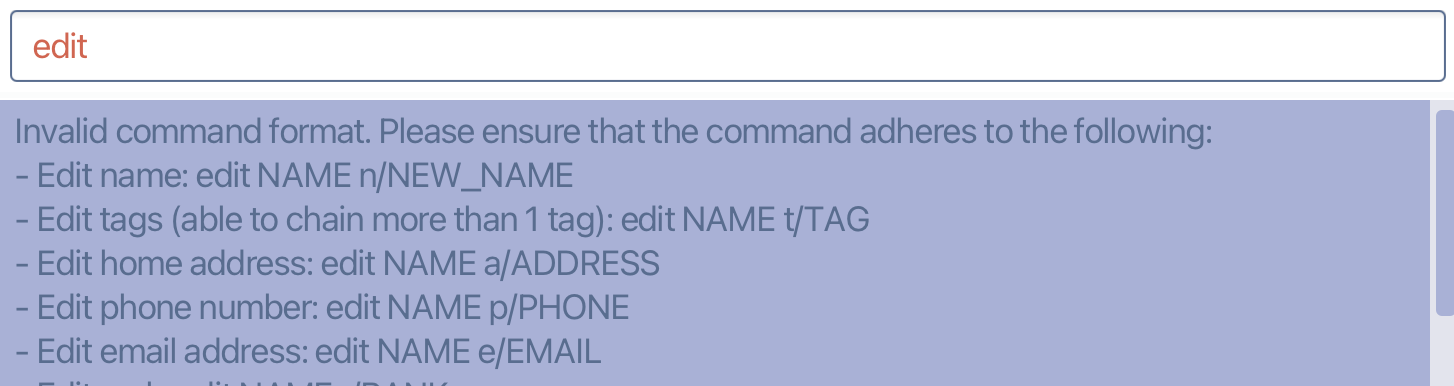 edit
Invalid command format. Please ensure that the command adheres to the following:
- Edit name: edit NAME n/NEW_NAME
- Edit tags (able to chain more than 1 tag): edit NAME t/TAG
- Edit home address: edit NAME a/ADDRESS
- Edit phone number: edit NAME p/PHONE
- Edit email address: edit NAME e/EMAIL